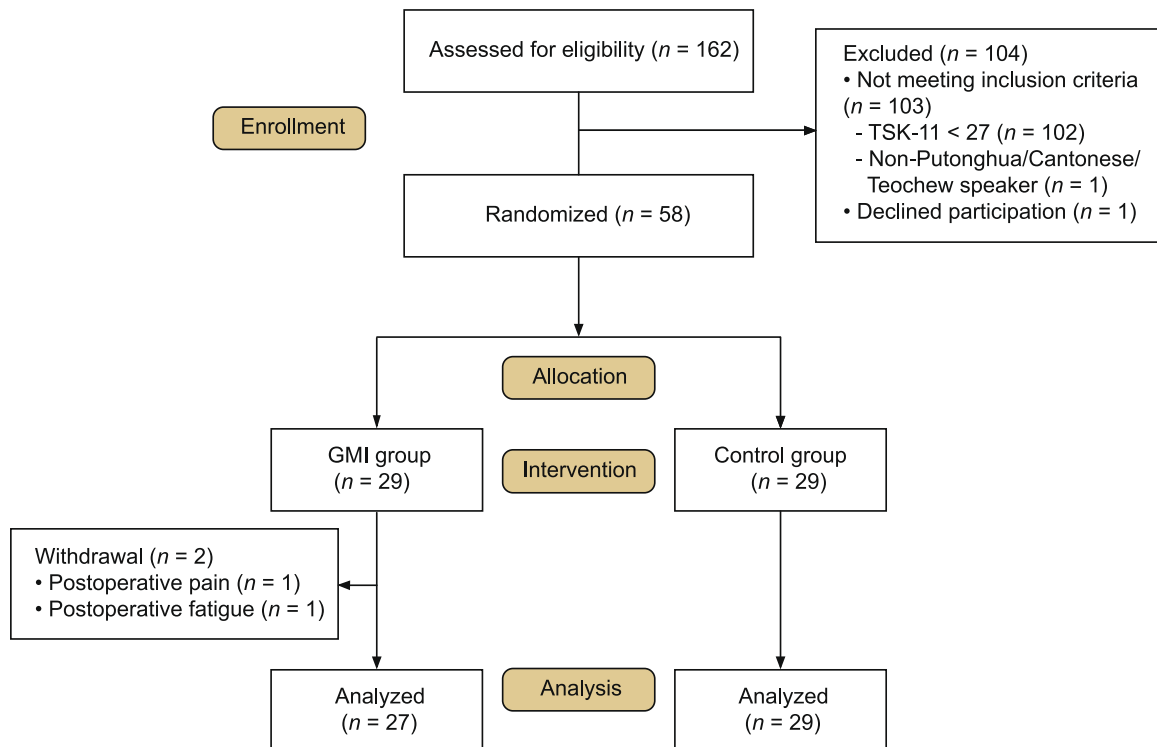 Assessed for eligibility (n = 162)
Excluded (n = 104)
• Not meeting inclusion criteria
(n = 103)
- TSK-11 < 27 (n = 102)
- Non-Putonghua/Cantonese/
Teochew speaker (n = 1)
• Declined participation (n = 1)
Enrollment
Randomized (n = 58)
Allocation
GMI group
(n = 29)
Intervention
Control group
(n = 29)
Withdrawal (n = 2)
• Postoperative pain (n = 1)
• Postoperative fatigue (n = 1)
Analyzed
(n = 27)
Analysis
Analyzed
(n = 29)